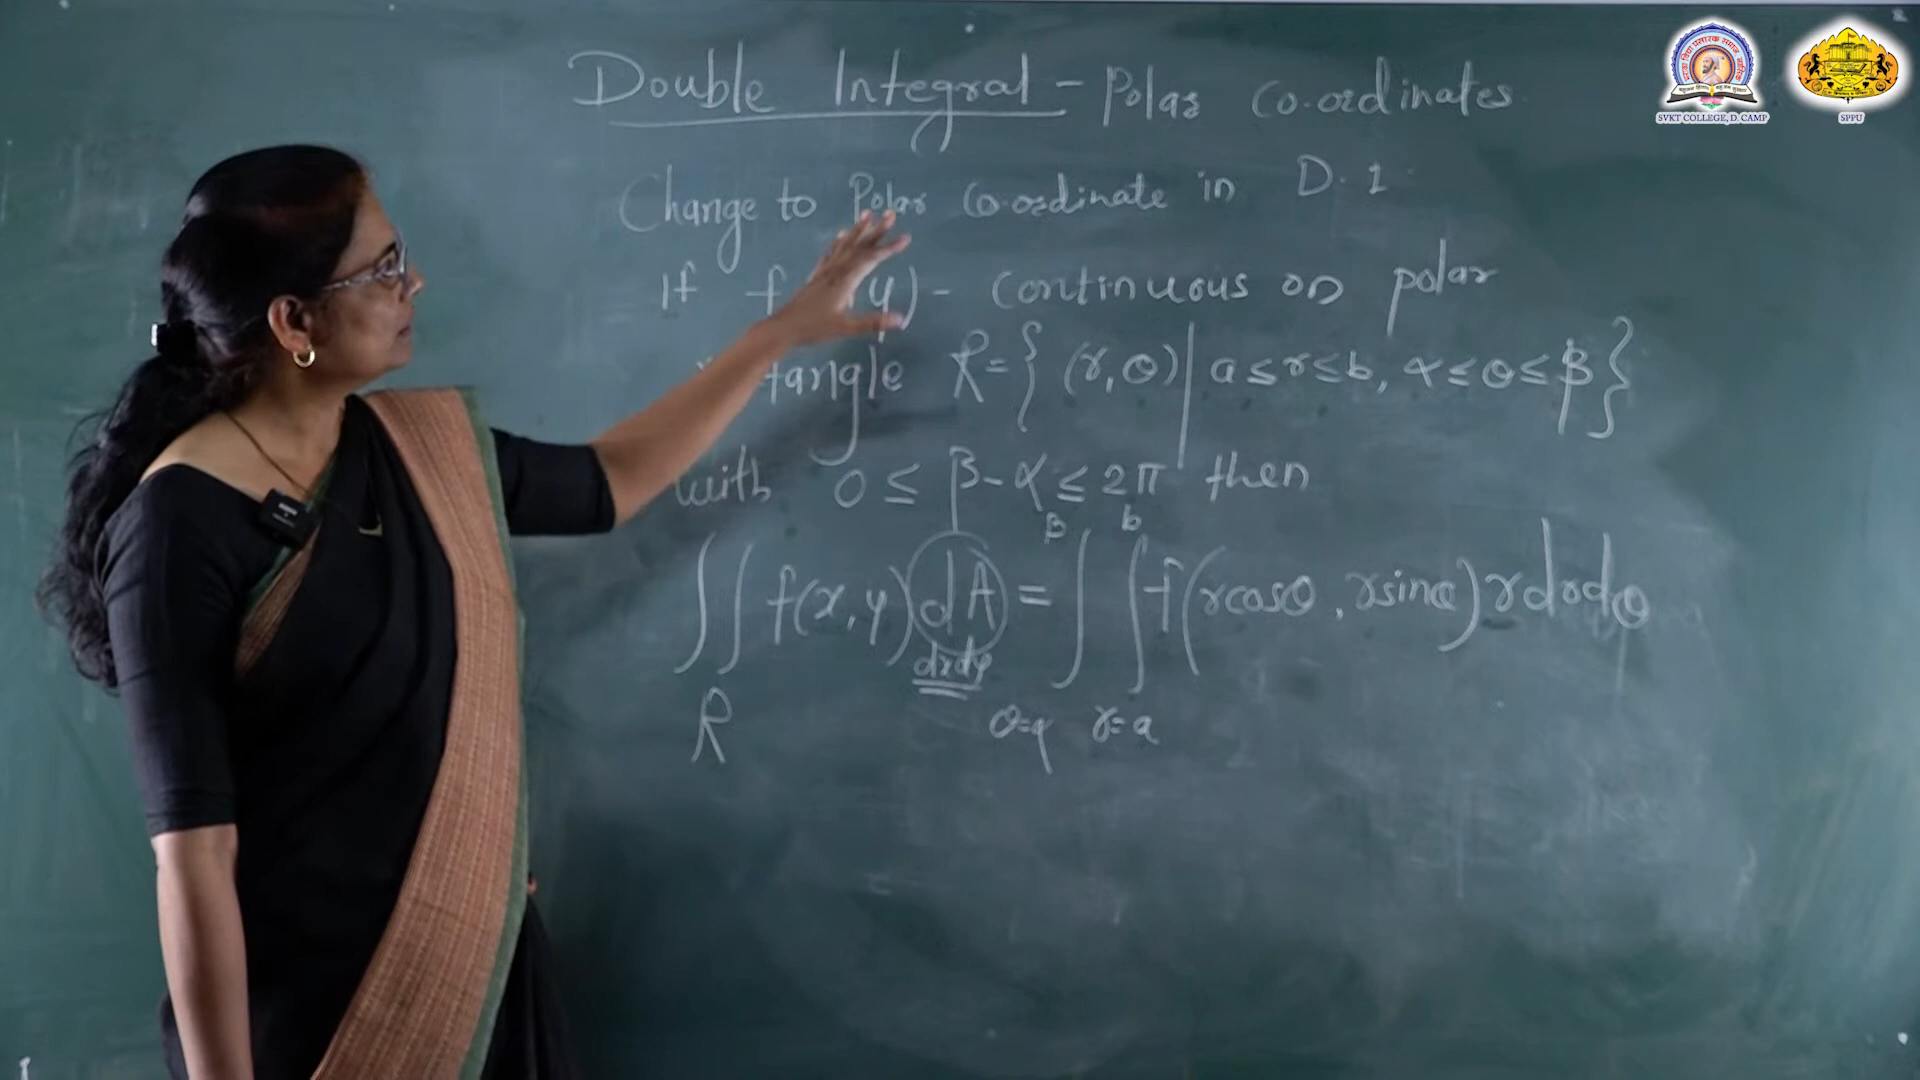 Double Integral - Polar Co-ordinates
Change to Polar Co-ordinate in D.I.
If f y) - continuous on polar
tangle R = { (r, θ) | a ≤ r ≤ b, α ≤ θ ≤ β }
with 0 ≤ β - α ≤ 2π then
∬ f(x, y) dA = ∫ ∫ f(r cosθ, r sinθ) r dr dθ
β b
dxdy
R θ=α r=a
SVKT COLLEGE, D. CAMP
SPPU